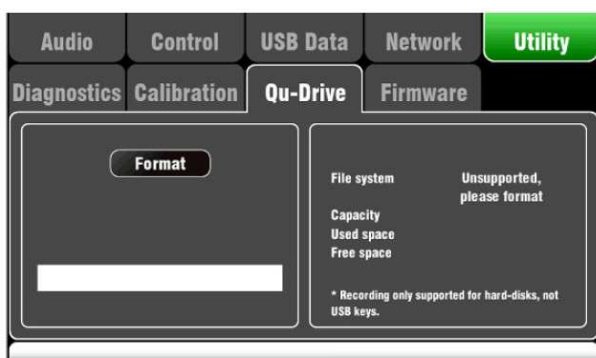 Audio Control USB Data Network Utility
Diagnostics Calibration Qu-Drive Firmware
Format
File system Unsupported,
please format
Capacity
Used space
Free space
* Recording only supported for hard-disks, not
USB keys.